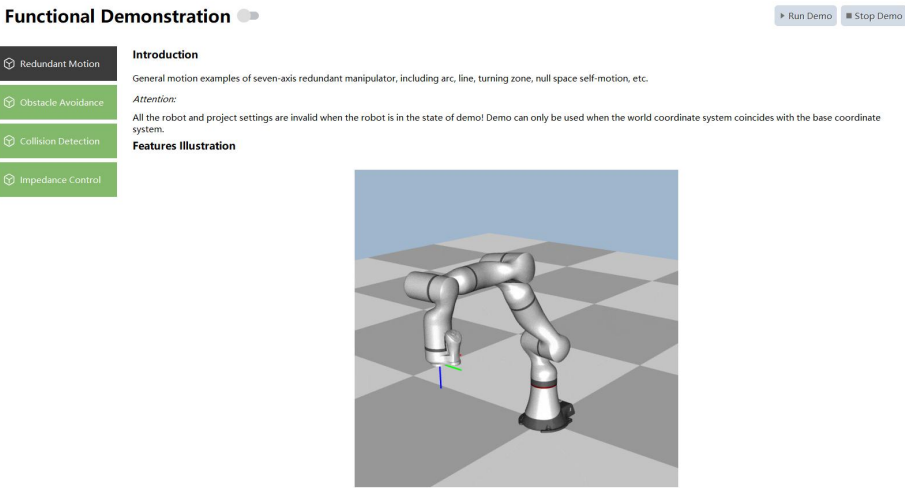 Functional Demonstration
Run Demo
Stop Demo
Redundant Motion
Obstacle Avoidance
Collision Detection
Impedance Control
Introduction
General motion examples of seven-axis redundant manipulator, including arc, line, turning zone, null space self-motion, etc.
Attention:
All the robot and project settings are invalid when the robot is in the state of demo! Demo can only be used when the world coordinate system coincides with the base coordinate
system.
Features Illustration